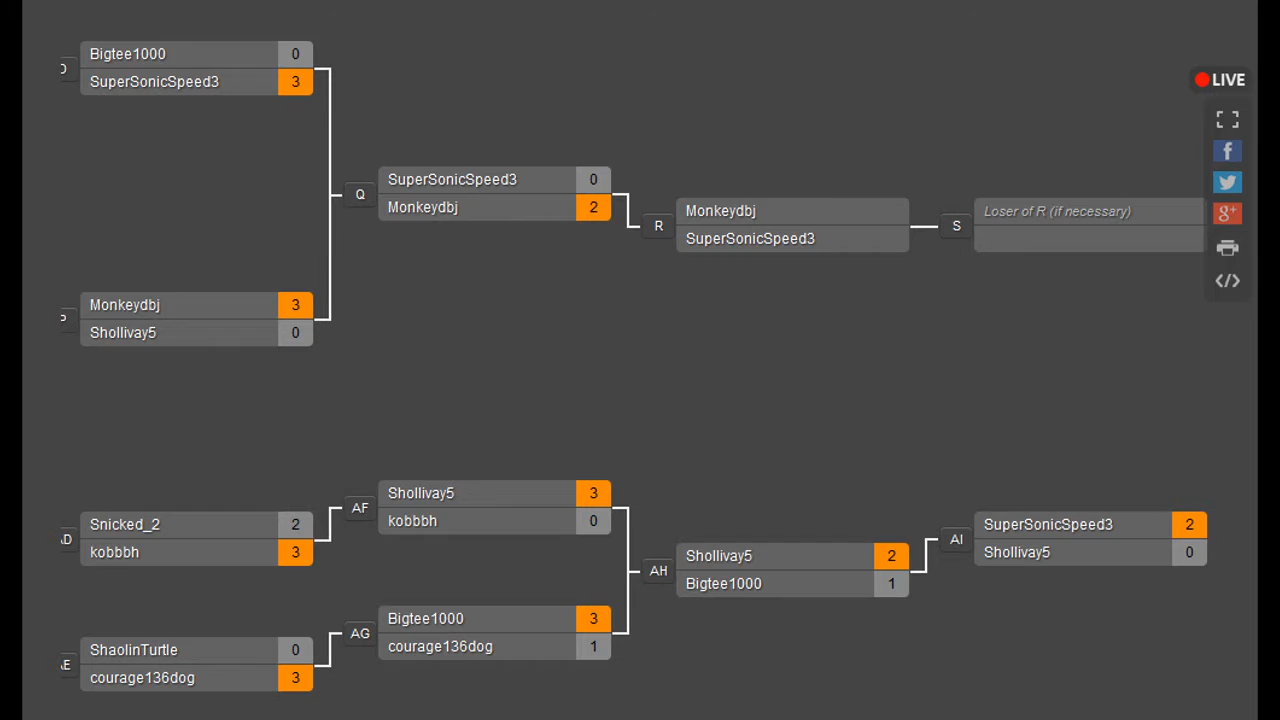 Bigtee1000 0
SuperSonicSpeed3 3
LIVE
SuperSonicSpeed3 0
Q
Monkeydbj 2
Monkeydbj
R
SuperSonicSpeed3
Loser of R (if necessary)
S
Monkeydbj 3
Shollivay5 0
Shollivay5 3
AF
kobbbh 0
Snicked_2 2
kobbbh 3
Shollivay5 2
AH
Bigtee1000 1
SuperSonicSpeed3 2
AI
Shollivay5 0
Bigtee1000 3
AG
courage136dog 1
ShaolinTurtle 0
courage136dog 3
f
g+
</>